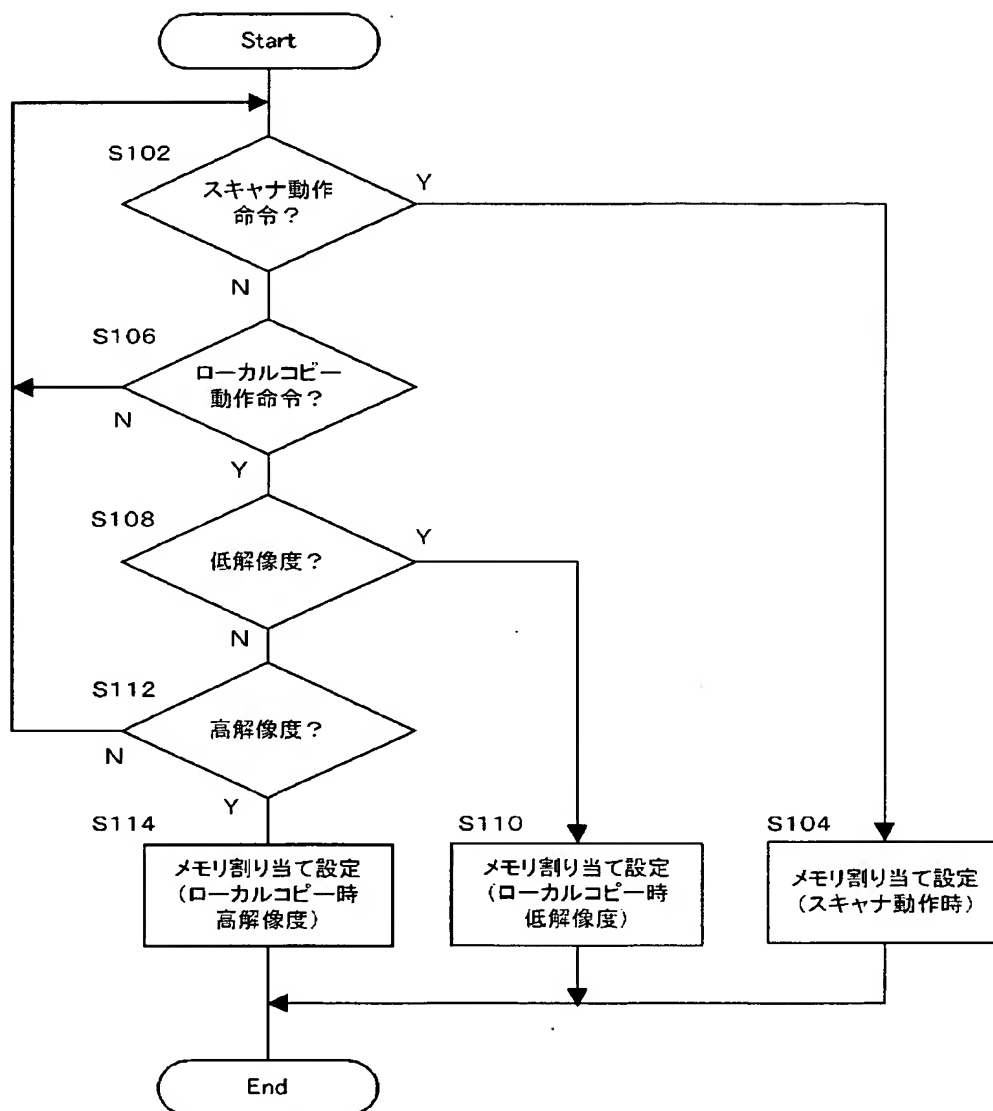 Start
S102
スキャナ動作
命令？
Y
N
S106
ローカルコピー
動作命令？
N
Y
S108
低解像度？
Y
N
S112
高解像度？
N
Y
S114
メモリ割り当て設定
(ローカルコピー時
高解像度)
S110
メモリ割り当て設定
(ローカルコピー時
低解像度)
S104
メモリ割り当て設定
(スキャナ動作時)
End